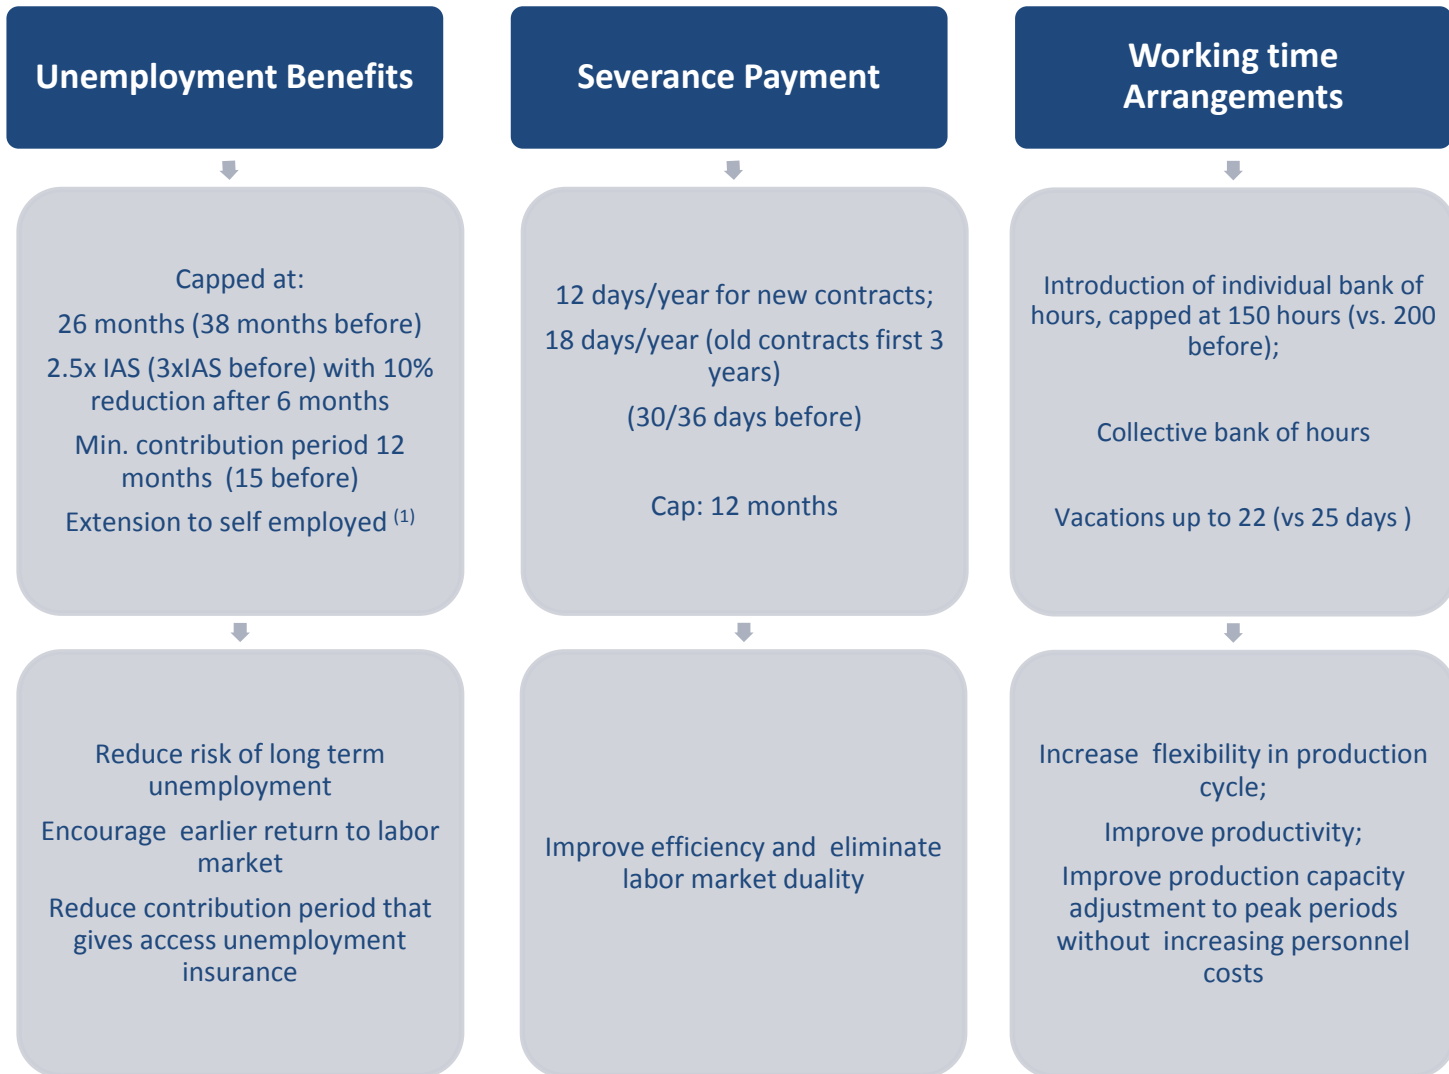 Unemployment Benefits
Capped at:
26 months (38 months before)
2.5x IAS (3xIAS before) with 10%
reduction after 6 months
Min. contribution period 12
months (15 before)
Extension to self employed (1)
Reduce risk of long term
unemployment
Encourage earlier return to labor
market
Reduce contribution period that
gives access unemployment
insurance
Severance Payment
12 days/year for new contracts;
18 days/year (old contracts first 3
years)
(30/36 days before)
Cap: 12 months
Improve efficiency and eliminate
labor market duality
Working time
Arrangements
Introduction of individual bank of
hours, capped at 150 hours (vs. 200
before);
Collective bank of hours
Vacations up to 22 (vs 25 days )
Increase flexibility in production
cycle;
Improve productivity;
Improve production capacity
adjustment to peak periods
without increasing personnel
costs